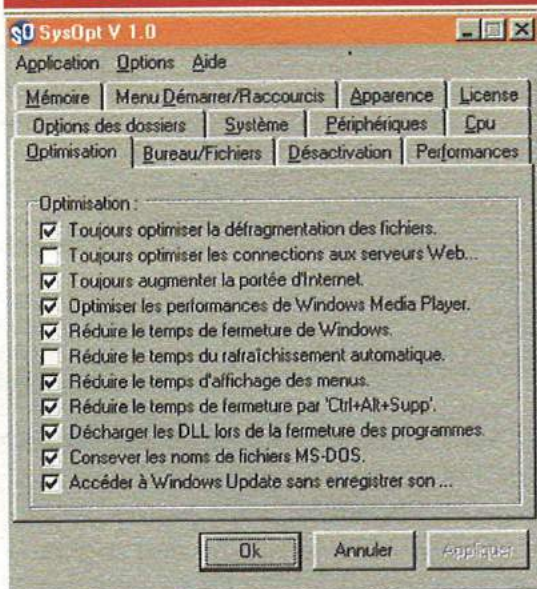 SO SysOpt V 1.0
Application Options Aide
Mémoire Menu Démarrer/Raccourcis Apparence License
Options des dossiers Système Périphériques Cpu
Optimisation Bureau/Fichiers Désactivation Performances
Optimisation :
Toujours optimiser la défragmentation des fichiers.
Toujours optimiser les connections aux serveurs Web...
Toujours augmenter la portée d'Internet.
Optimiser les performances de Windows Media Player.
Réduire le temps de fermeture de Windows.
Réduire le temps du rafraîchissement automatique.
Réduire le temps d'affichage des menus.
Réduire le temps de fermeture par 'Ctrl+Alt+Supp'.
Décharger les DLL lors de la fermeture des programmes.
Consever les noms de fichiers MS-DOS.
Accéder à Windows Update sans enregistrer son ...
Ok Annuler Appliquer